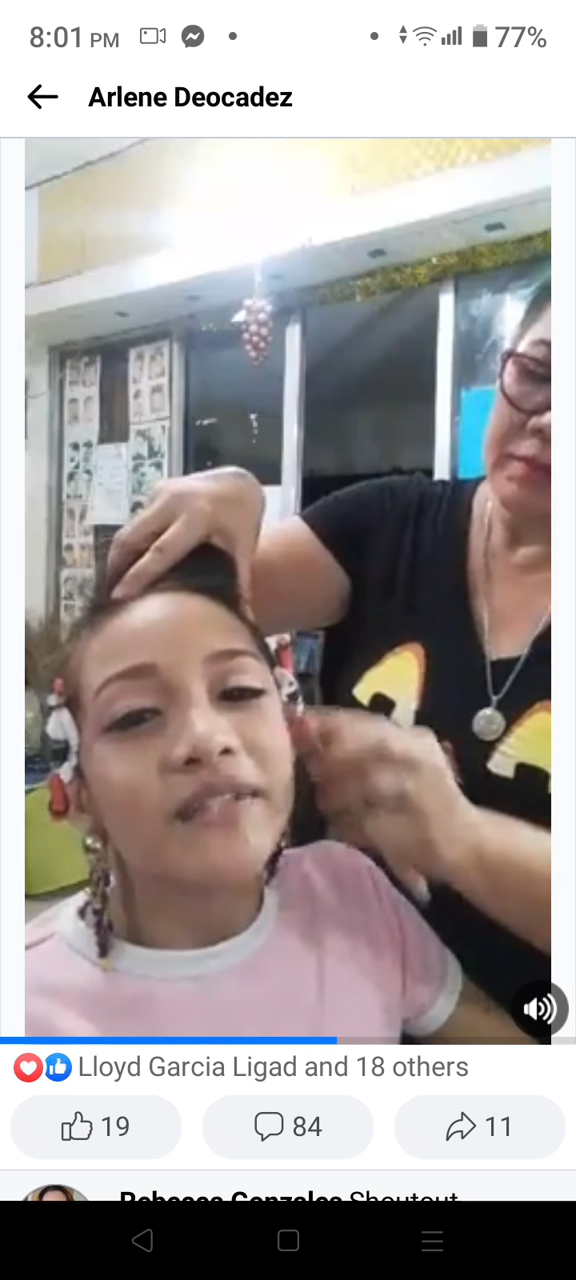 8:01 PM 77%
Arlene Deocadez
Lloyd Garcia Ligad and 18 others
19 84 11
Rebecca Gonzales Shoutout